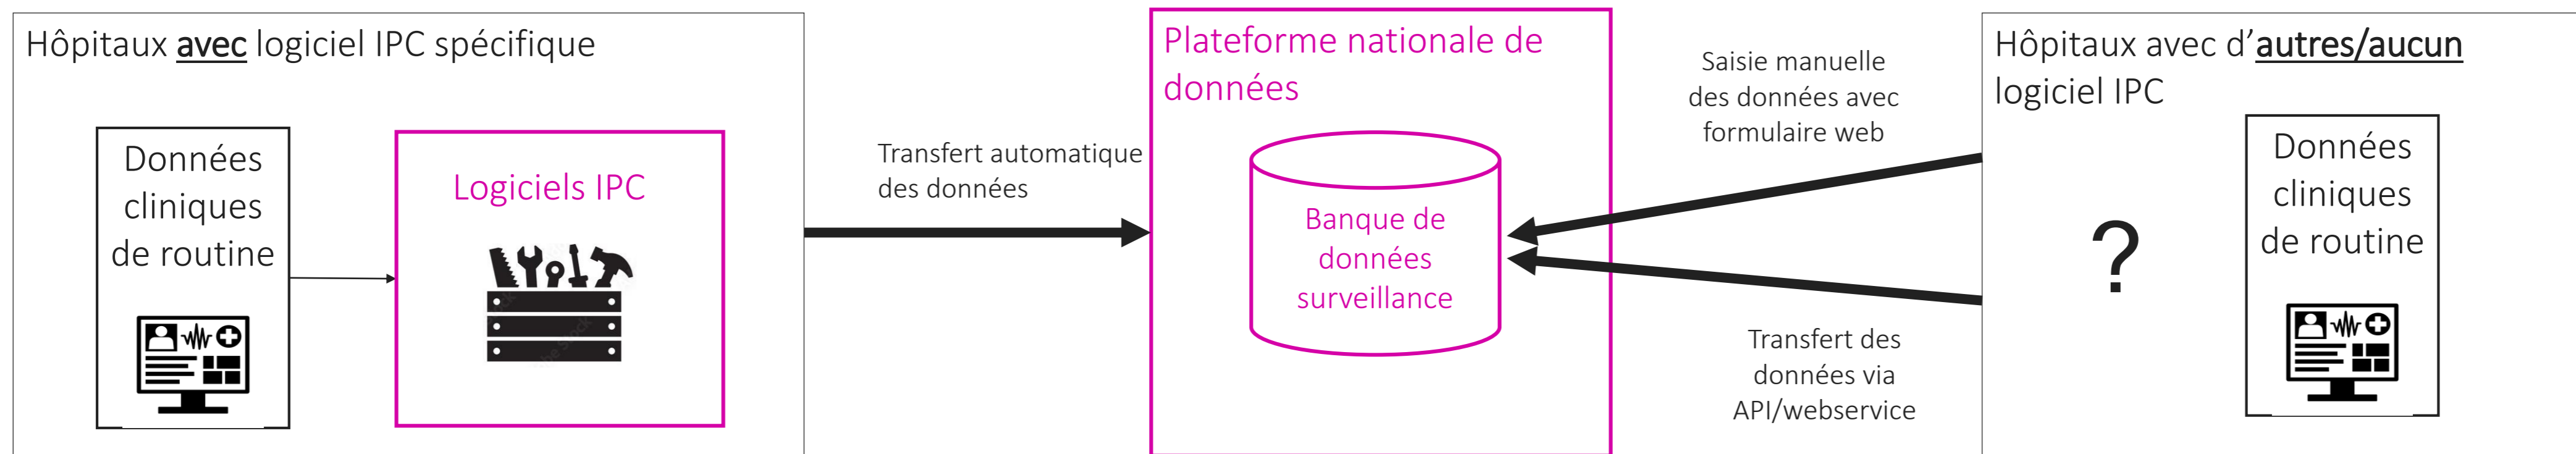 Hôpitaux avec logiciel IPC spécifique
Données
cliniques
de routine
Logiciels IPC
Transfert automatique
des données
Plateforme nationale de
données
Banque de
données
surveillance
Saisie manuelle
des données avec
formulaire web
Transfert des
données via
API/webservice
Hôpitaux avec d’autres/aucun
logiciel IPC
?
Données
cliniques
de routine